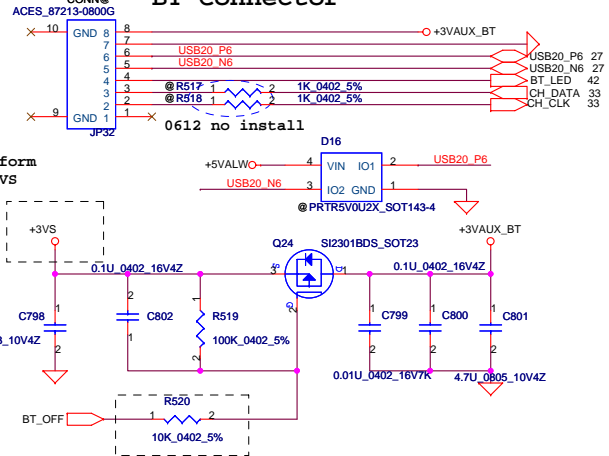 CONN@
BT Connector
ACES_87213-0800G
10 GND 8 8 +3VAUX_BT
7 7
6 6 USB20_P6 USB20_P6 27
5 5 USB20_N6 USB20_N6 27
4 4 BT_LED 42
3 3 @R517 1 2 1K_0402_5% CH_DATA 33
2 2 @R518 1 2 1K_0402_5% CH_CLK 33
9 GND 1 1
JP32
0612 no install
form
VS
D16
+5VALW 4 VIN IO1 2 USB20_P6
USB20_N6 3 IO2 GND 1
@PRTR5V0U2X_SOT143-4
+3VS
+3VAUX_BT
Q24 SI2301BDS_SOT23
0.1U_0402_16V4Z
S 3 D 1
G 2
0.1U_0402_16V4Z
1 C798 2
_10V4Z
2 C802 1
1 R519 2
100K_0402_5%
1 C799 2
1 C800 2
1 C801 2
0.01U_0402_16V7K
4.7U_0805_10V4Z
R520
BT_OFF 1 2
10K_0402_5%